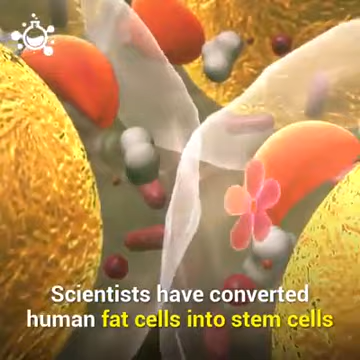 Scientists have converted
human fat cells into stem cells